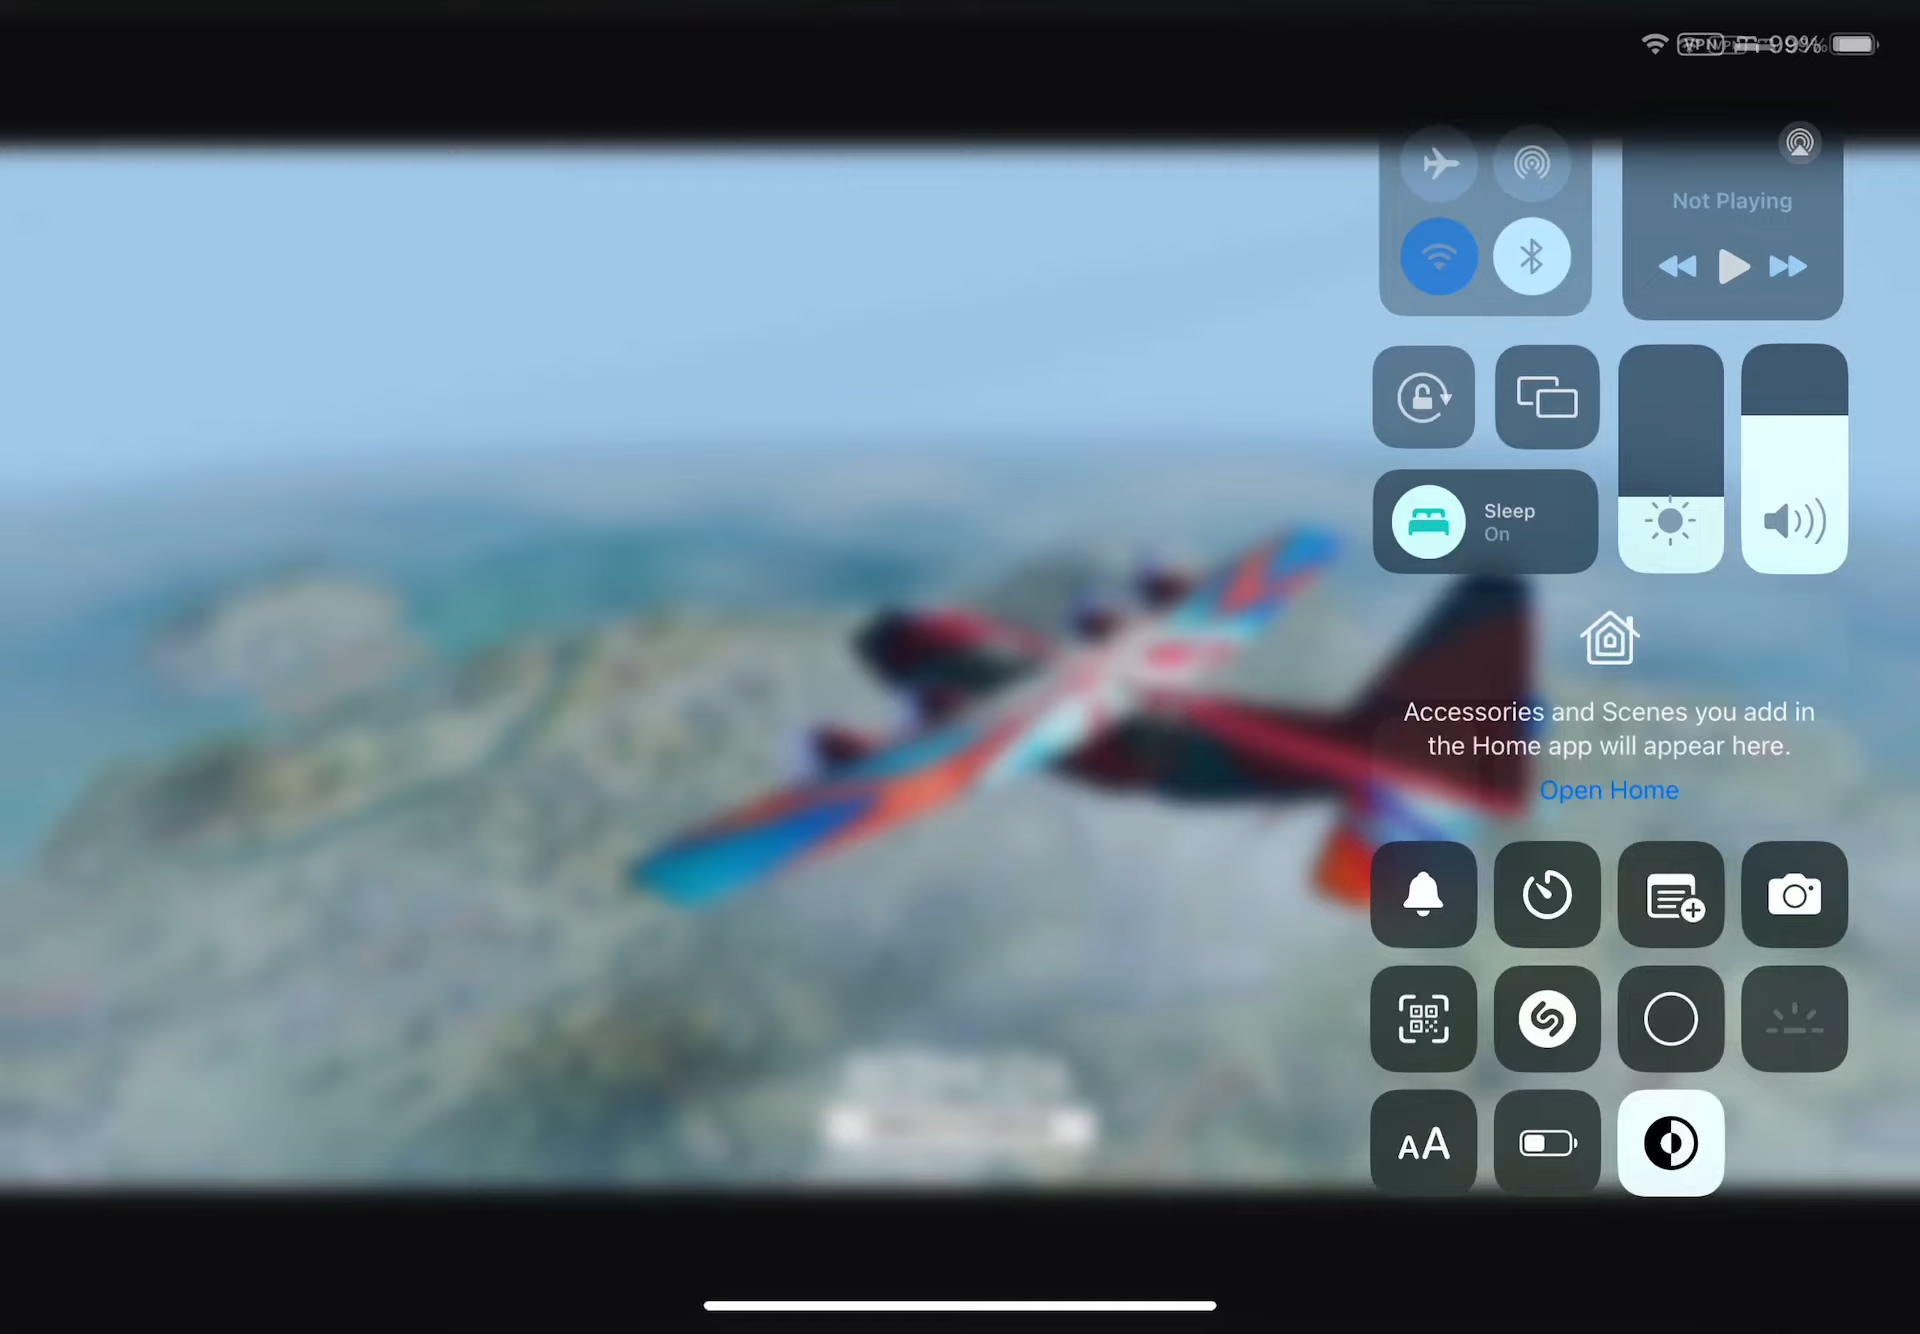 VPN 99%
Not Playing
Sleep
On
Accessories and Scenes you add in
the Home app will appear here.
Open Home
AA